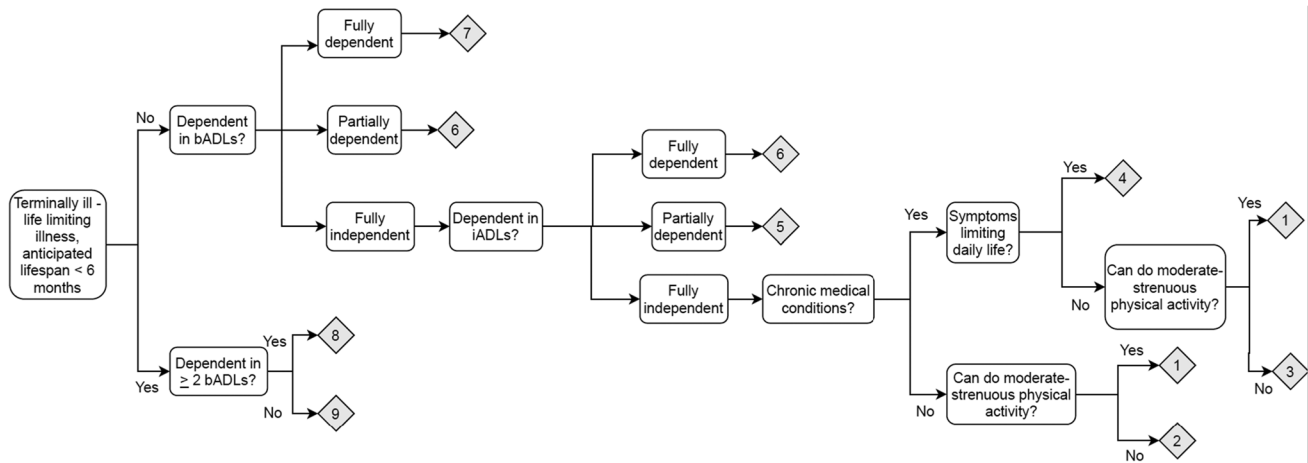 Terminally ill -
life limiting
illness,
anticipated
lifespan < 6
months
No
Yes
Dependent
in bADLs?
Fully
dependent
7
Partially
dependent
6
Fully
independent
Dependent in
≥ 2 bADLs?
Yes
8
No
9
Dependent in
iADLs?
Fully
dependent
6
Partially
dependent
5
Fully
independent
Chronic medical
conditions?
Yes
No
Symptoms
limiting
daily life?
Yes
4
No
Can do moderate-
strenuous
physical activity?
Yes
1
No
3
Can do moderate-
strenuous physical
activity?
Yes
1
No
2